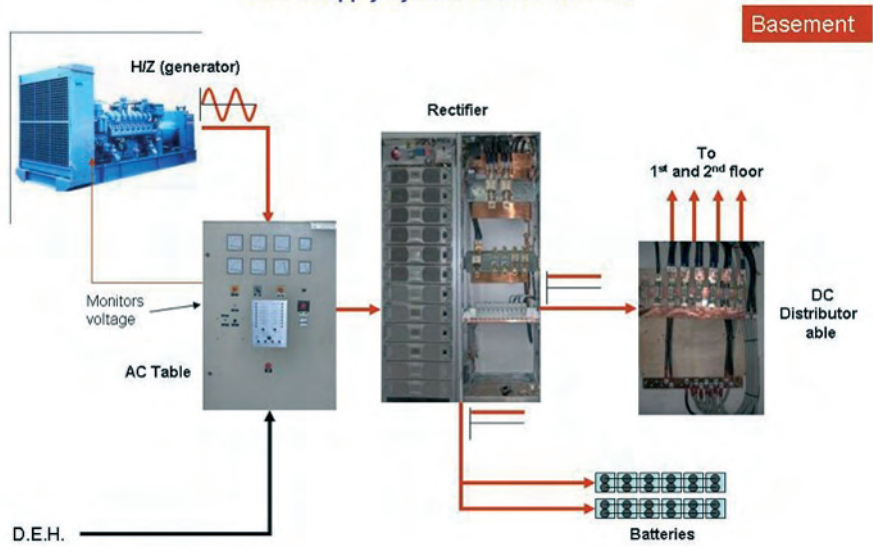 Basement
H/Z (generator)
Rectifier
To
1st and 2nd floor
Monitors
voltage
AC Table
DC
Distributor
able
D.E.H.
Batteries